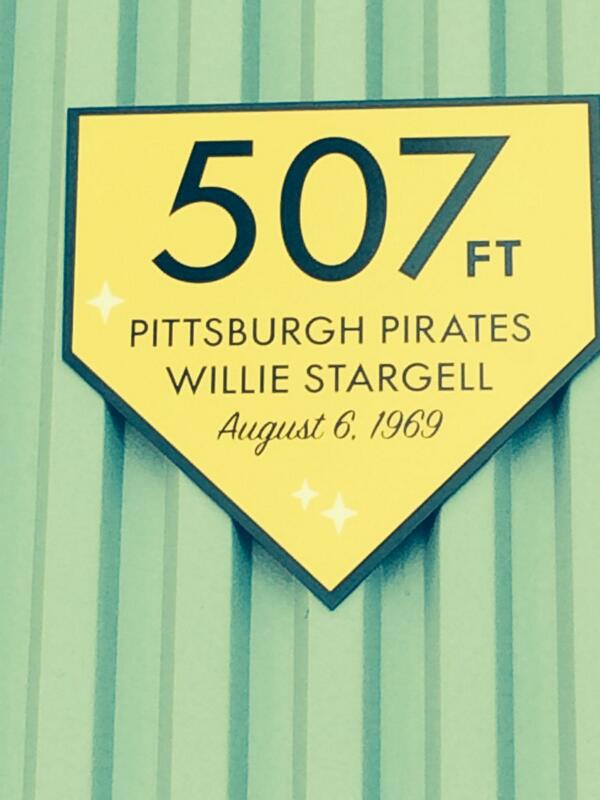 507 FT
PITTSBURGH PIRATES
WILLIE STARGELL
August 6, 1969